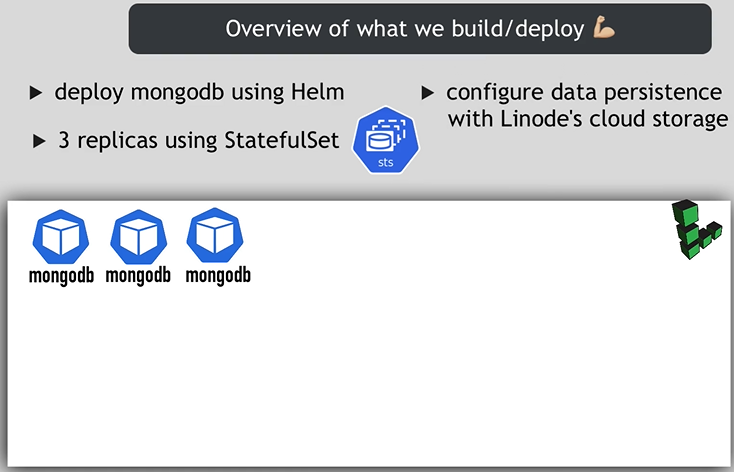 Overview of what we build/deploy 💪🏼
▶ deploy mongodb using Helm
▶ 3 replicas using StatefulSet
sts
▶ configure data persistence
with Linode's cloud storage
mongodb mongodb mongodb